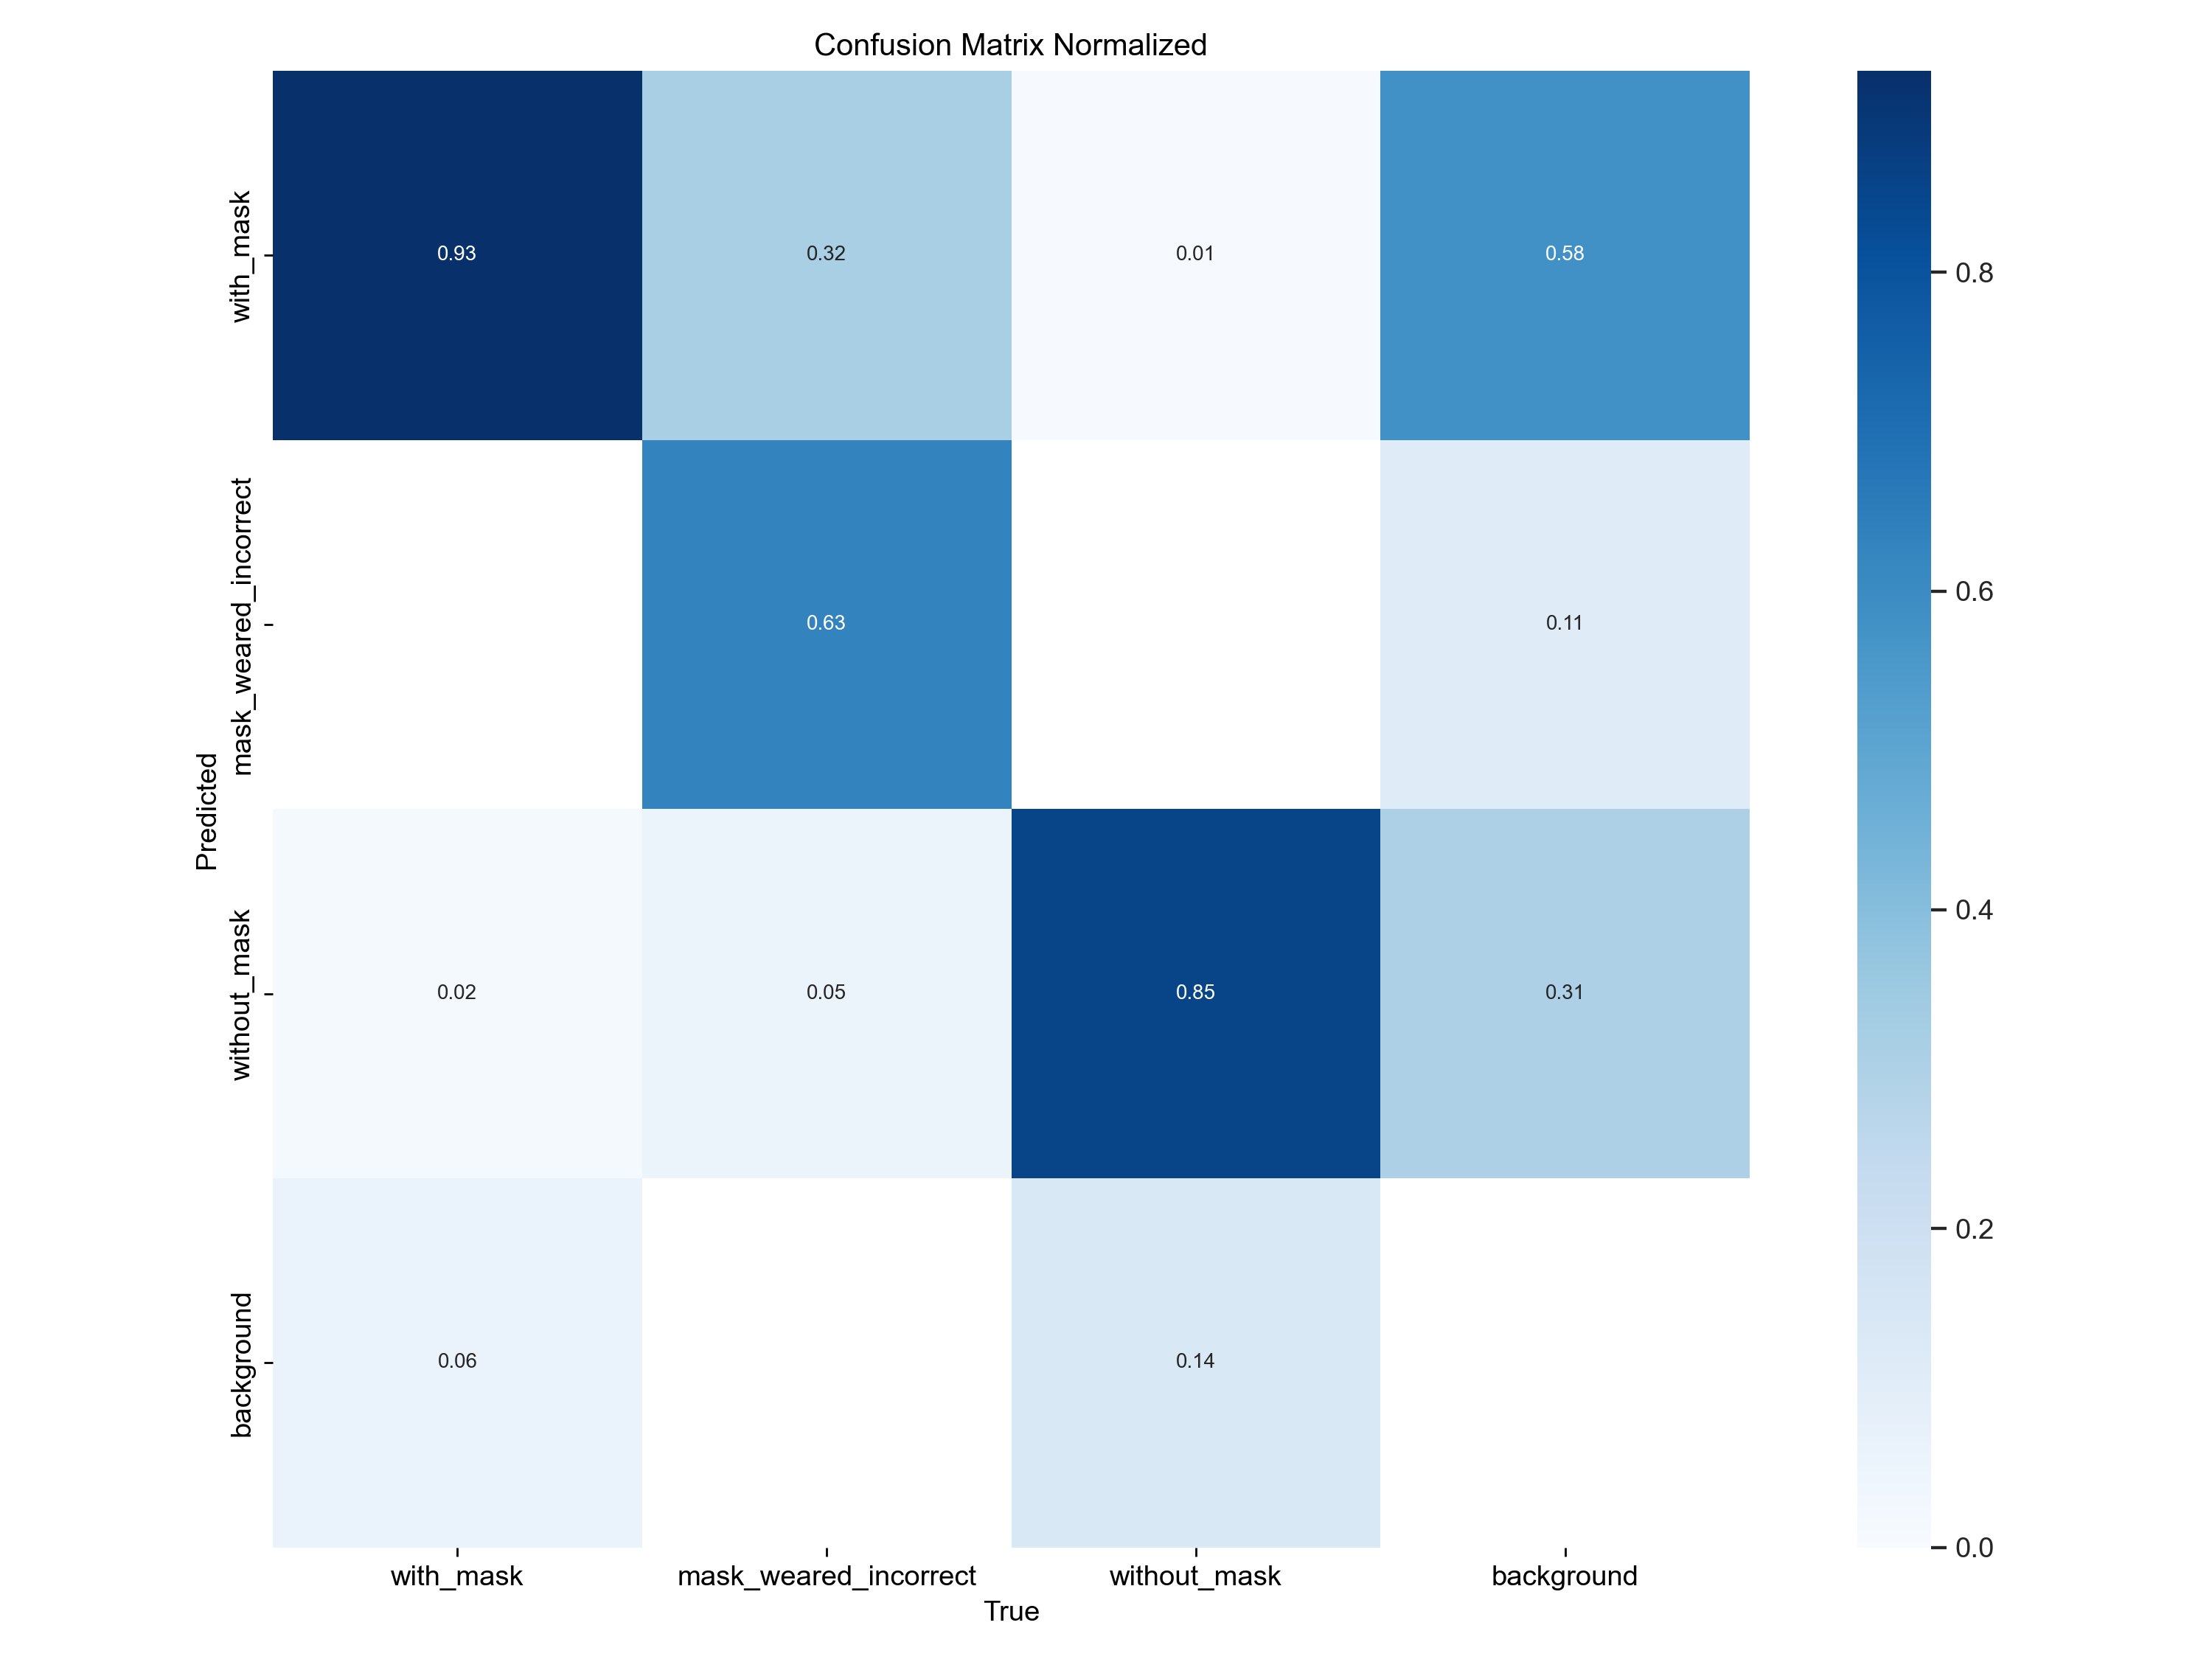 Confusion Matrix Normalized
with_mask
0.93
0.32
0.01
0.58
mask_weared_incorrect
0.63
0.11
without_mask
0.02
0.05
0.85
0.31
background
0.06
0.14
Predicted
with_mask
mask_weared_incorrect
without_mask
background
True
0.8
0.6
0.4
0.2
0.0